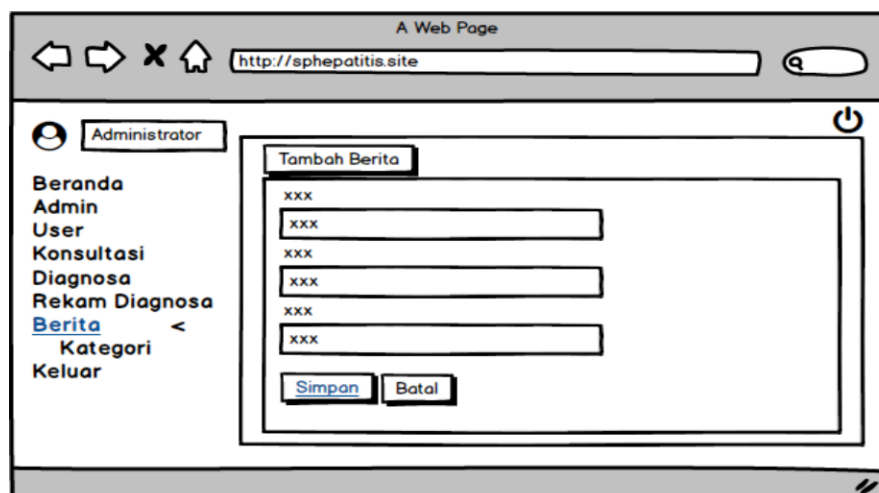 A Web Page
http://sphepatitis.site
Administrator
Tambah Berita
Beranda
Admin
User
Konsultasi
Diagnosa
Rekam Diagnosa
Berita <
Kategori
Keluar
xxx
xxx
xxx
xxx
xxx
xxx
Simpan Batal